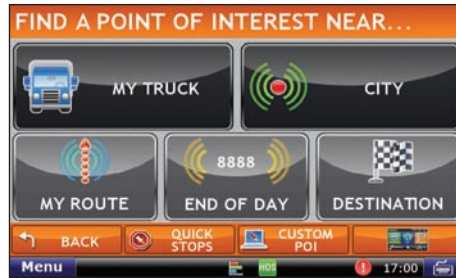 FIND A POINT OF INTEREST NEAR...
MY TRUCK
CITY
MY ROUTE
8888
END OF DAY
DESTINATION
BACK
QUICK
STOPS
CUSTOM
POI
Menu
HOS
17:00